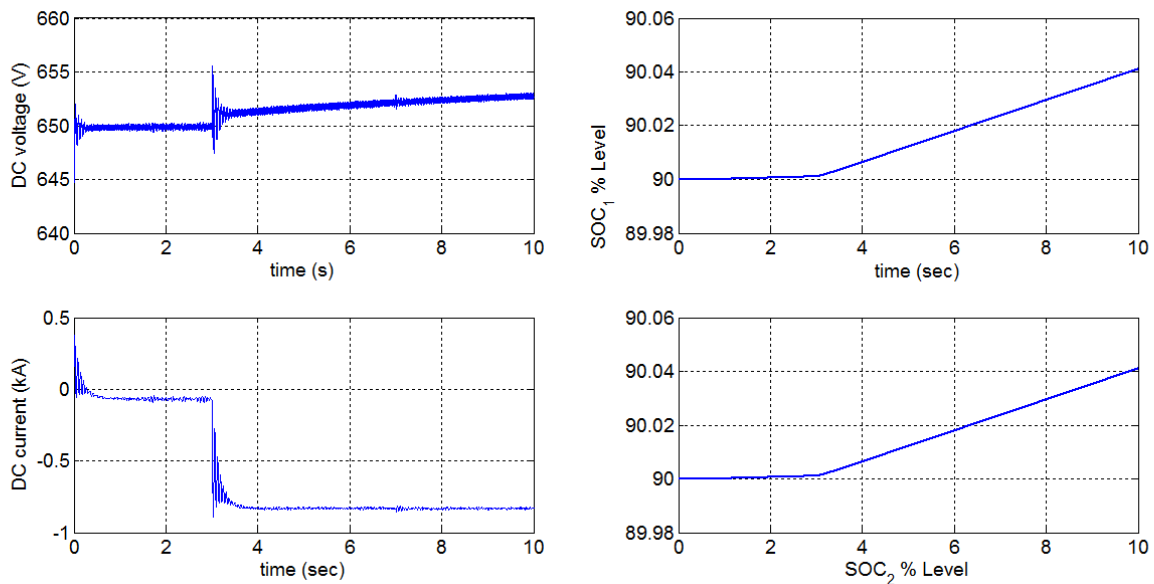 660
655
650
645
640
DC voltage (V)
0 2 4 6 8 10
time (s)
90.06
90.04
90.02
90
89.98
SOC1 % Level
0 2 4 6 8 10
time (sec)
0.5
0
-0.5
-1
DC current (kA)
0 2 4 6 8 10
time (sec)
90.06
90.04
90.02
90
89.98
0 2 4 6 8 10
SOC2 % Level